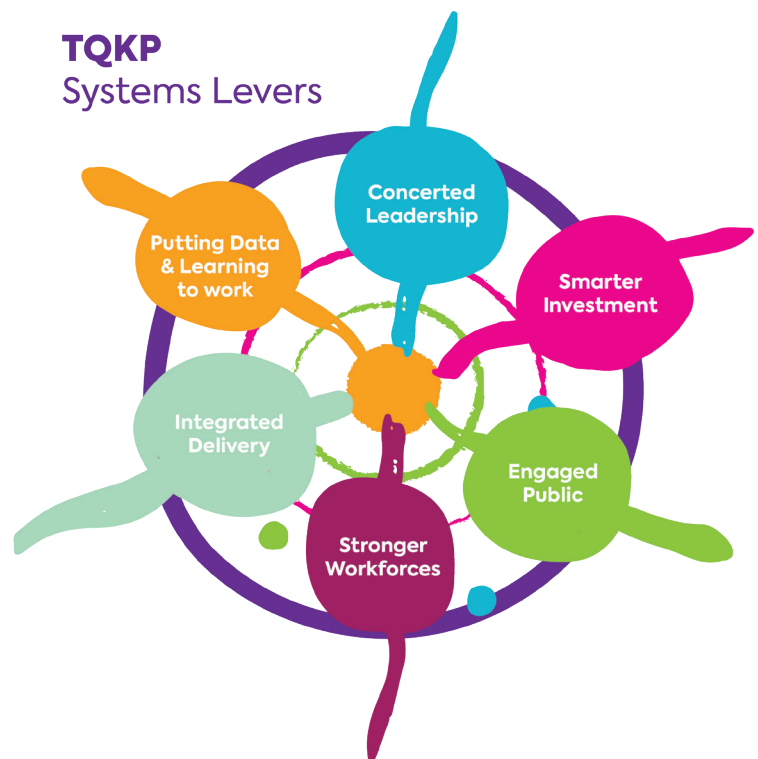 TQKP
Systems Levers
Concerted
Leadership
Smarter
Investment
Engaged
Public
Stronger
Workforces
Integrated
Delivery
Putting Data
& Learning
to work